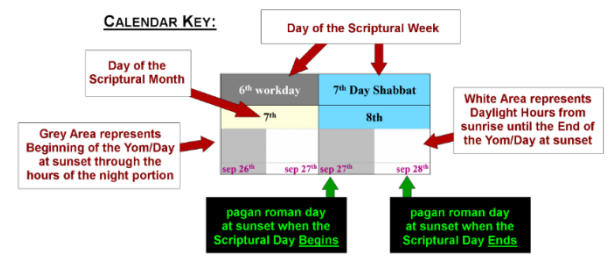 CALENDAR KEY:
Day of the Scriptural Week
Day of the
Scriptural Month
6th workday
7th Day Shabbat
7th
8th
Grey Area represents
Beginning of the Yom/Day
at sunset through the
hours of the night portion
White Area represents
Daylight Hours from
sunrise until the End of
the Yom/Day at sunset
sep 26th
sep 27th
sep 27th
sep 28th
pagan roman day
at sunset when the
Scriptural Day Begins
pagan roman day
at sunset when the
Scriptural Day Ends